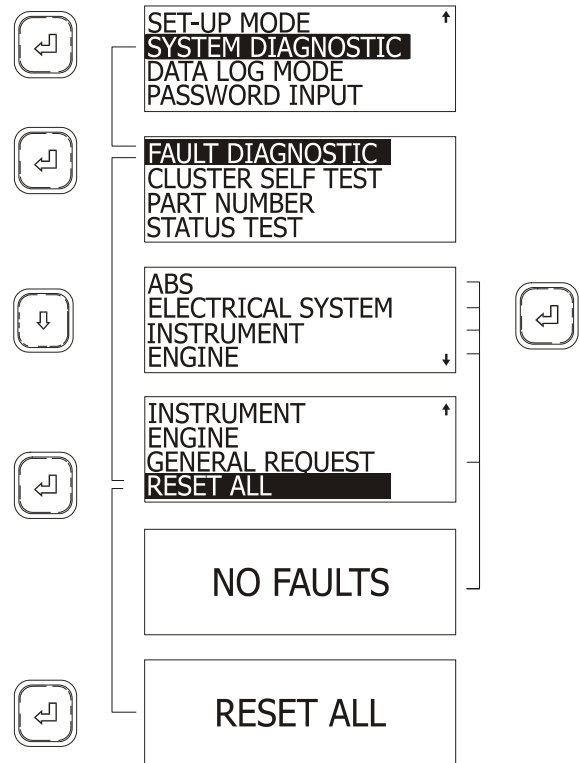 SET-UP MODE
SYSTEM DIAGNOSTIC
DATA LOG MODE
PASSWORD INPUT
FAULT DIAGNOSTIC
CLUSTER SELF TEST
PART NUMBER
STATUS TEST
ABS
ELECTRICAL SYSTEM
INSTRUMENT
ENGINE
INSTRUMENT
ENGINE
GENERAL REQUEST
RESET ALL
NO FAULTS
RESET ALL